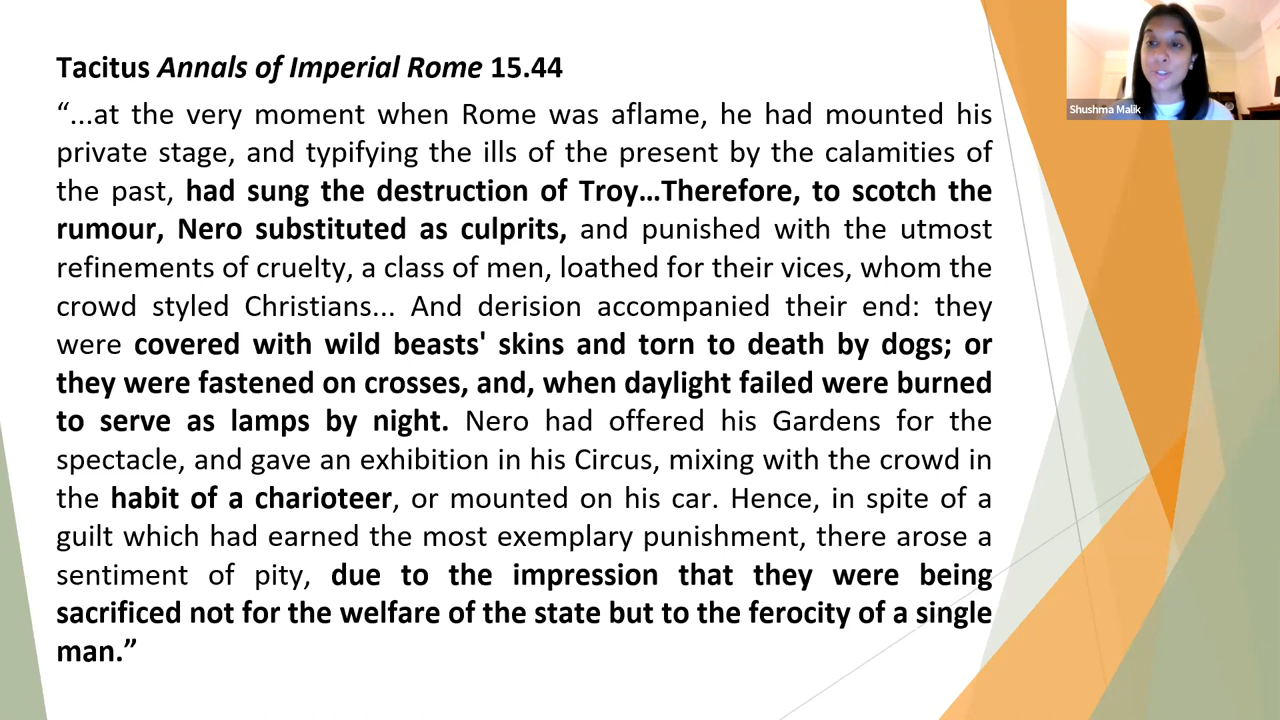 Tacitus Annals of Imperial Rome 15.44
“...at the very moment when Rome was aflame, he had mounted his
private stage, and typifying the ills of the present by the calamities of
the past, had sung the destruction of Troy…Therefore, to scotch the
rumour, Nero substituted as culprits, and punished with the utmost
refinements of cruelty, a class of men, loathed for their vices, whom the
crowd styled Christians... And derision accompanied their end: they
were covered with wild beasts' skins and torn to death by dogs; or
they were fastened on crosses, and, when daylight failed were burned
to serve as lamps by night. Nero had offered his Gardens for the
spectacle, and gave an exhibition in his Circus, mixing with the crowd in
the habit of a charioteer, or mounted on his car. Hence, in spite of a
guilt which had earned the most exemplary punishment, there arose a
sentiment of pity, due to the impression that they were being
sacrificed not for the welfare of the state but to the ferocity of a single
man.”
Shushma Malik